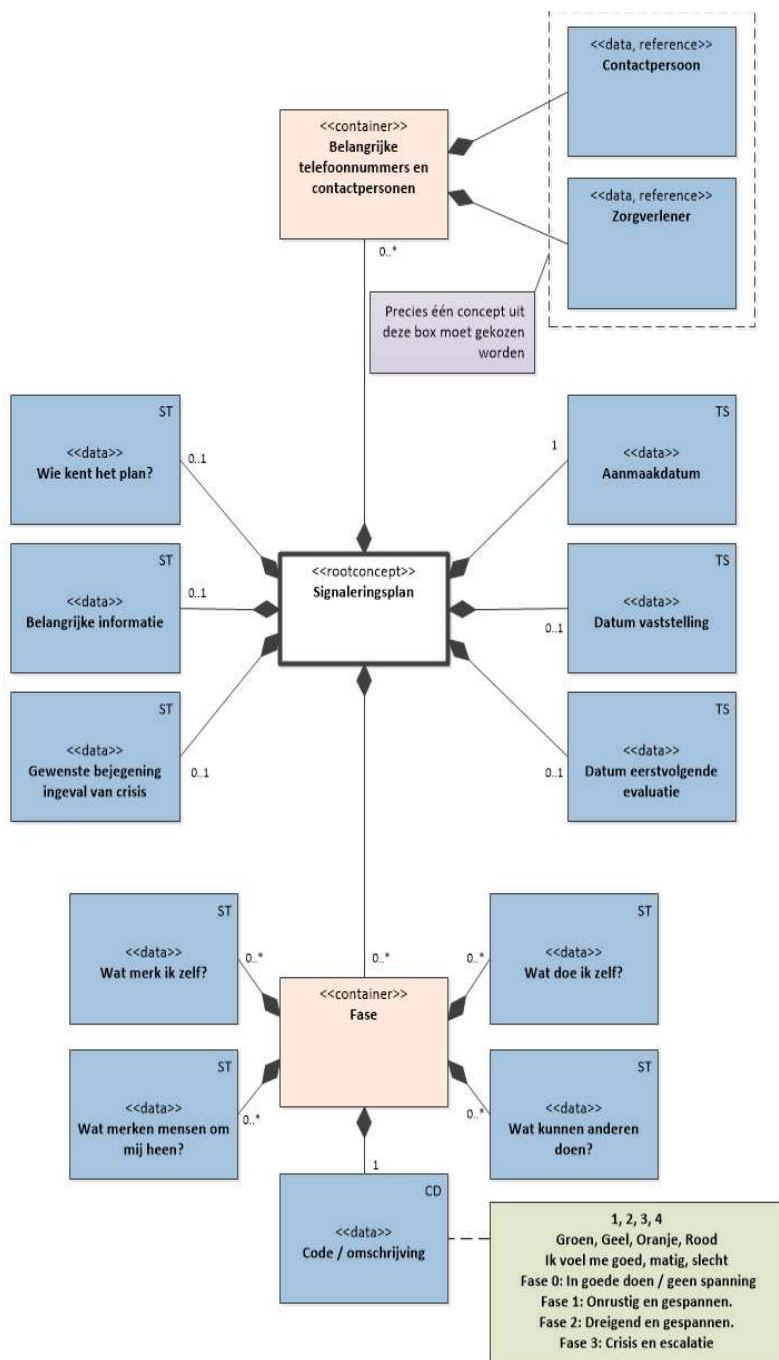 <<data, reference>>
Contactpersoon
<<container>>
Belangrijke
telefoonnummers en
contactpersonen
<<data, reference>>
Zorgverlener
0..*
Precies één concept uit
deze box moet gekozen
worden
ST
<<data>>
Wie kent het plan?
0..1
TS
<<data>>
Aanmaakdatum
1
ST
<<data>>
Belangrijke informatie
0..1
<<rootconcept>>
Signaleringsplan
TS
<<data>>
Datum vaststelling
0..1
ST
<<data>>
Gewenste bejegening
ingeval van crisis
0..1
TS
<<data>>
Datum eerstvolgende
evaluatie
0..1
ST
<<data>>
Wat merk ik zelf?
0..*
0..*
ST
<<data>>
Wat doe ik zelf?
0..*
<<container>>
Fase
ST
<<data>>
Wat merken mensen om
mij heen?
0..*
ST
<<data>>
Wat kunnen anderen
doen?
0..*
1
CD
<<data>>
Code / omschrijving
1, 2, 3, 4
Groen, Geel, Oranje, Rood
Ik voel me goed, matig, slecht
Fase 0: In goede doen / geen spanning
Fase 1: Onrustig en gespannen.
Fase 2: Dreigend en gespannen.
Fase 3: Crisis en escalatie